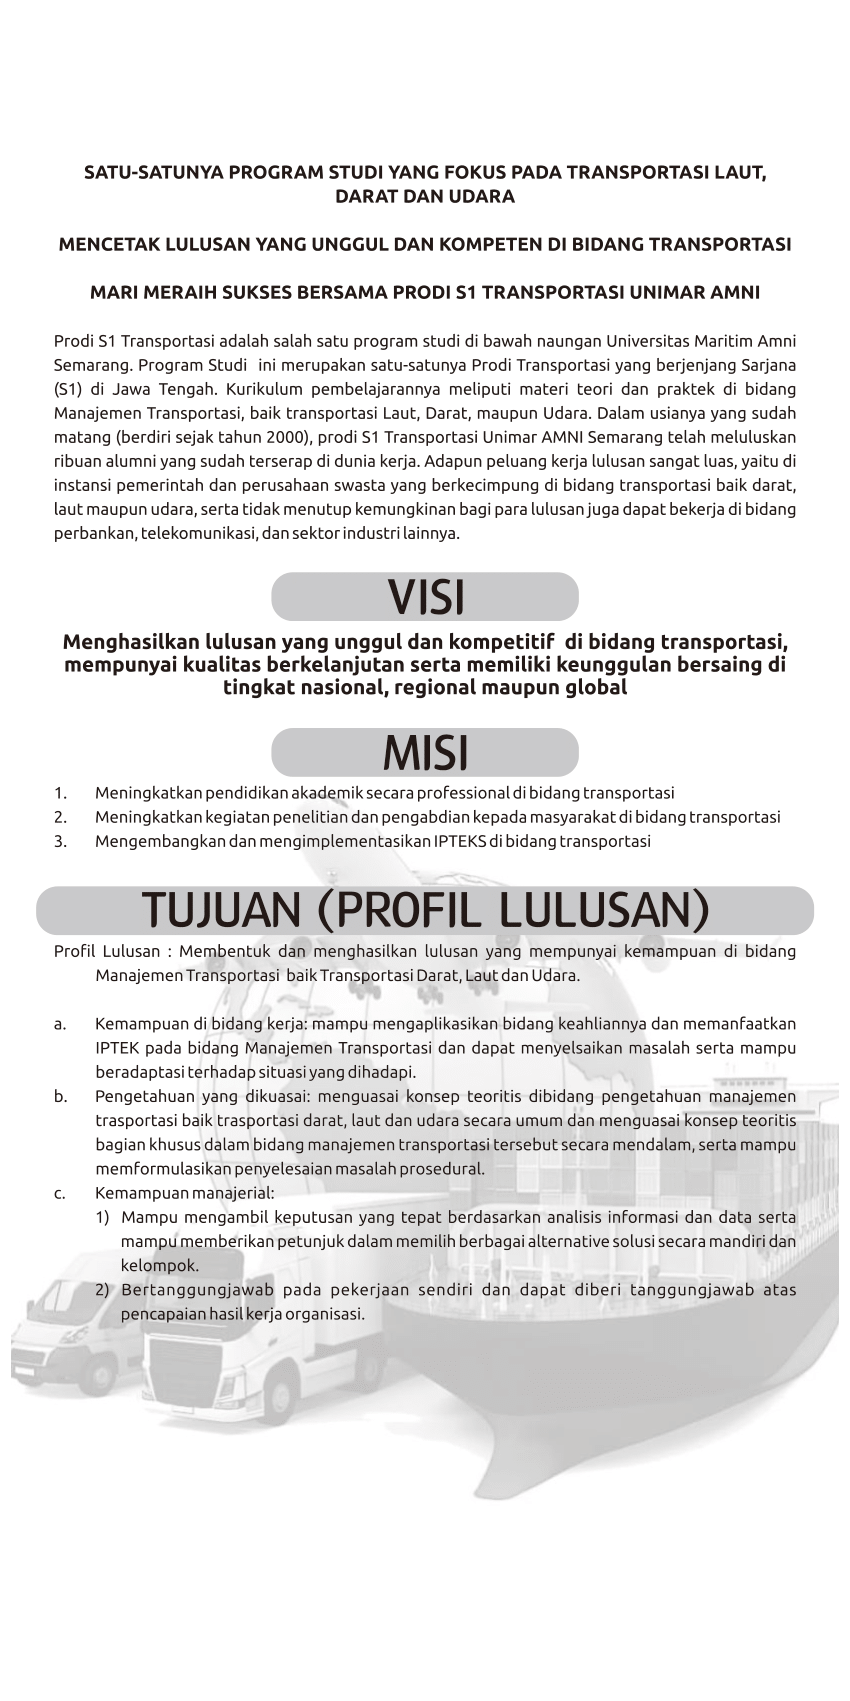 SATU-SATUNYA PROGRAM STUDI YANG FOKUS PADA TRANSPORTASI LAUT,
DARAT DAN UDARA
MENCETAK LULUSAN YANG UNGGUL DAN KOMPETEN DI BIDANG TRANSPORTASI
MARI MERAIH SUKSES BERSAMA PRODI S1 TRANSPORTASI UNIMAR AMNI
Prodi S1 Transportasi adalah salah satu program studi di bawah naungan Universitas Maritim Amni
Semarang. Program Studi ini merupakan satu-satunya Prodi Transportasi yang berjenjang Sarjana
(S1) di Jawa Tengah. Kurikulum pembelajarannya meliputi materi teori dan praktek di bidang
Manajemen Transportasi, baik transportasi Laut, Darat, maupun Udara. Dalam usianya yang sudah
matang (berdiri sejak tahun 2000), prodi S1 Transportasi Unimar AMNI Semarang telah meluluskan
ribuan alumni yang sudah terserap di dunia kerja. Adapun peluang kerja lulusan sangat luas, yaitu di
instansi pemerintah dan perusahaan swasta yang berkecimpung di bidang transportasi baik darat,
laut maupun udara, serta tidak menutup kemungkinan bagi para lulusan juga dapat bekerja di bidang
perbankan, telekomunikasi, dan sektor industri lainnya.
VISI
Menghasilkan lulusan yang unggul dan kompetitif di bidang transportasi,
mempunyai kualitas berkelanjutan serta memiliki keunggulan bersaing di
tingkat nasional, regional maupun global
MISI
1. Meningkatkan pendidikan akademik secara professional di bidang transportasi
2. Meningkatkan kegiatan penelitian dan pengabdian kepada masyarakat di bidang transportasi
3. Mengembangkan dan mengimplementasikan IPTEKS di bidang transportasi
TUJUAN (PROFIL LULUSAN)
Profil Lulusan : Membentuk dan menghasilkan lulusan yang mempunyai kemampuan di bidang
Manajemen Transportasi baik Transportasi Darat, Laut dan Udara.
a. Kemampuan di bidang kerja: mampu mengaplikasikan bidang keahliannya dan memanfaatkan
IPTEK pada bidang Manajemen Transportasi dan dapat menyelsaikan masalah serta mampu
beradaptasi terhadap situasi yang dihadapi.
b. Pengetahuan yang dikuasai: menguasai konsep teoritis dibidang pengetahuan manajemen
trasportasi baik trasportasi darat, laut dan udara secara umum dan menguasai konsep teoritis
bagian khusus dalam bidang manajemen transportasi tersebut secara mendalam, serta mampu
memformulasikan penyelesaian masalah prosedural.
c. Kemampuan manajerial:
1) Mampu mengambil keputusan yang tepat berdasarkan analisis informasi dan data serta
mampu memberikan petunjuk dalam memilih berbagai alternative solusi secara mandiri dan
kelompok.
2) Bertanggungjawab pada pekerjaan sendiri dan dapat diberi tanggungjawab atas
pencapaian hasil kerja organisasi.